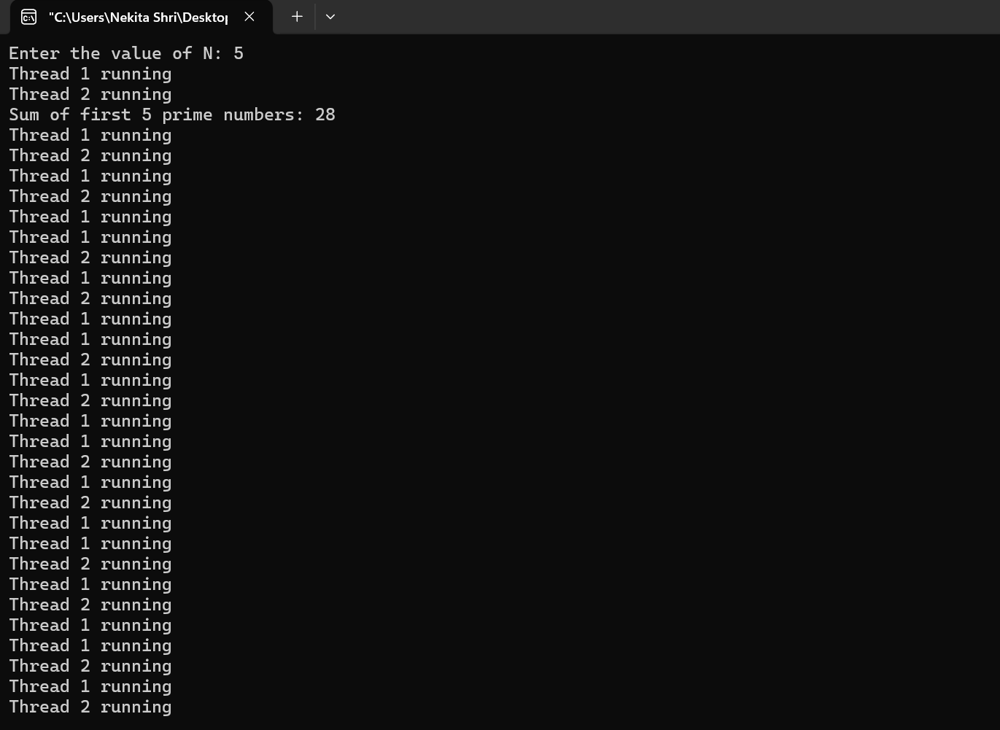 "C:\Users\Nekita Shri\Desktop
Enter the value of N: 5
Thread 1 running
Thread 2 running
Sum of first 5 prime numbers: 28
Thread 1 running
Thread 2 running
Thread 1 running
Thread 2 running
Thread 1 running
Thread 1 running
Thread 2 running
Thread 1 running
Thread 2 running
Thread 1 running
Thread 1 running
Thread 2 running
Thread 1 running
Thread 2 running
Thread 1 running
Thread 1 running
Thread 2 running
Thread 1 running
Thread 2 running
Thread 1 running
Thread 1 running
Thread 2 running
Thread 1 running
Thread 2 running
Thread 1 running
Thread 1 running
Thread 2 running
Thread 1 running
Thread 2 running